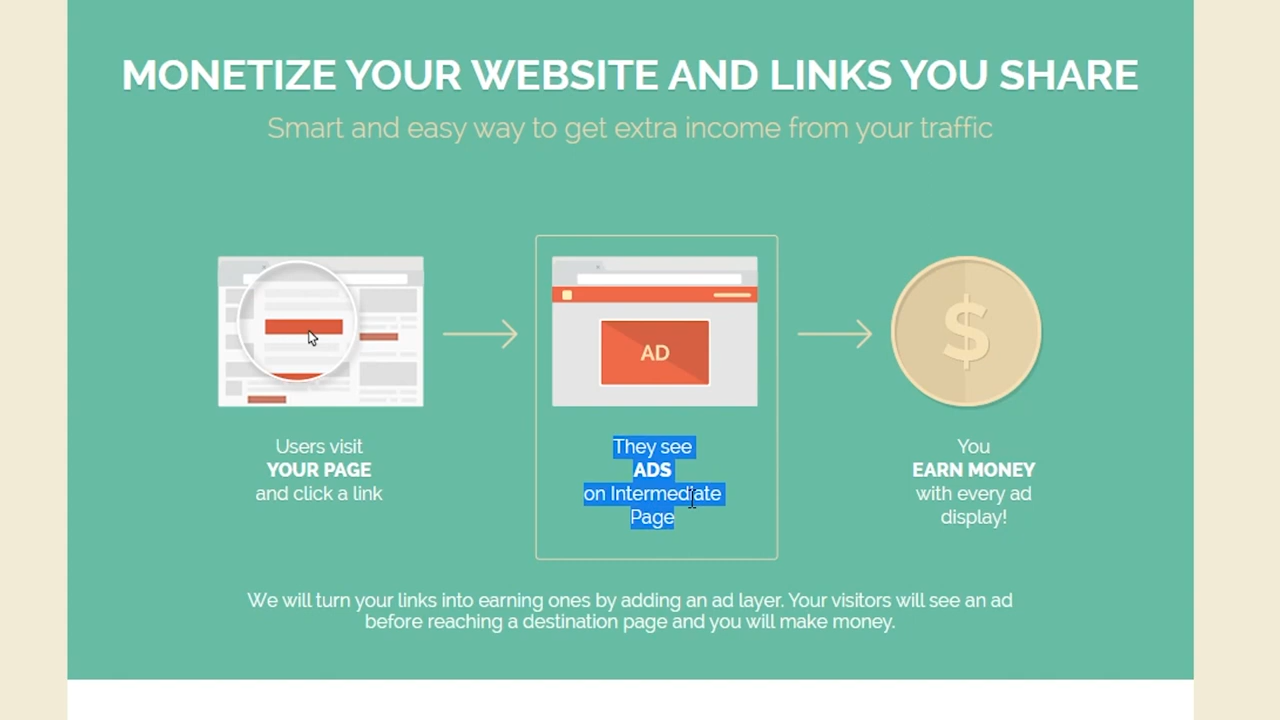 MONETIZE YOUR WEBSITE AND LINKS YOU SHARE
Smart and easy way to get extra income from your traffic
AD
$
Users visit
YOUR PAGE
and click a link
They see
ADS
on Intermediate
Page
You
EARN MONEY
with every ad
display!
We will turn your links into earning ones by adding an ad layer. Your visitors will see an ad
before reaching a destination page and you will make money.